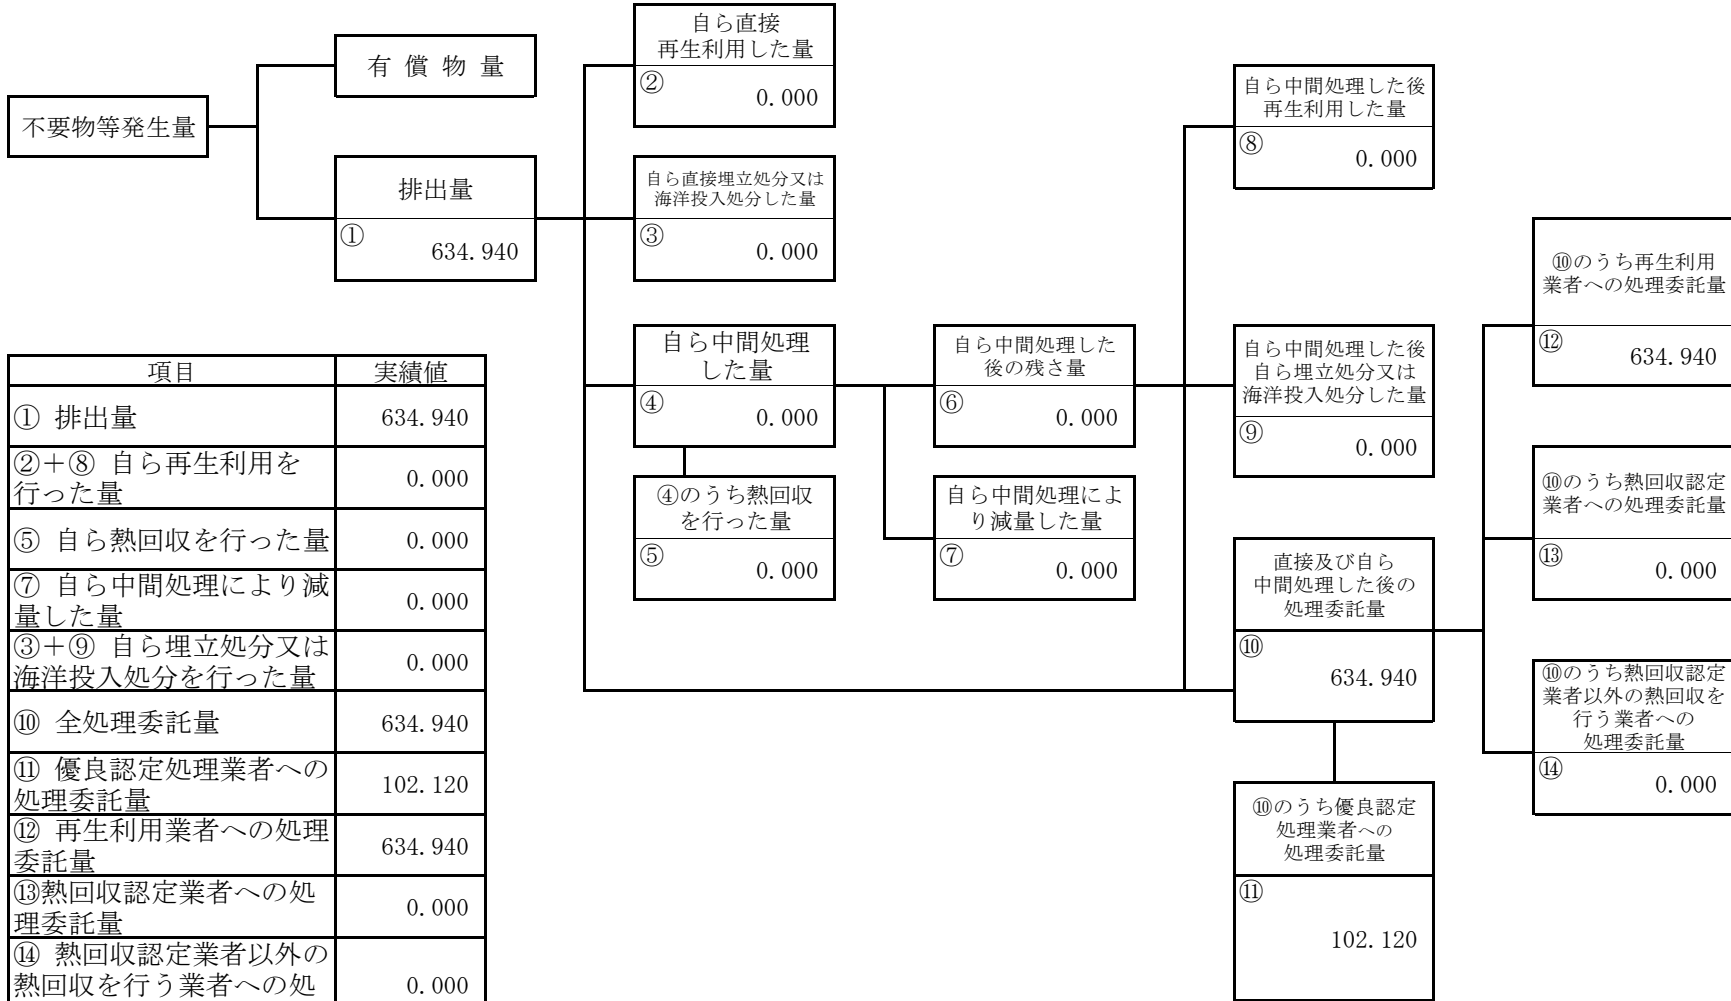 不要物等発生量
有 償 物 量
排出量
①
634.940
自ら直接
再生利用した量
②
0.000
自ら直接埋立処分又は
海洋投入処分した量
③
0.000
自ら中間処理
した量
④
0.000
④のうち熱回収
を行った量
⑤
0.000
自ら中間処理した
後の残さ量
⑥
0.000
自ら中間処理によ
り減量した量
⑦
0.000
自ら中間処理した後
再生利用した量
⑧
0.000
自ら中間処理した後
自ら埋立処分又は
海洋投入処分した量
⑨
0.000
直接及び自ら
中間処理した後の
処理委託量
⑩
634.940
⑩のうち優良認定
処理業者への
処理委託量
⑪
102.120
⑩のうち再生利用
業者への処理委託量
⑫
634.940
⑩のうち熱回収認定
業者への処理委託量
⑬
0.000
⑩のうち熱回収認定
業者以外の熱回収を
行う業者への
処理委託量
⑭
0.000
項目 実績値
① 排出量 634.940
②+⑧ 自ら再生利用を
行った量 0.000
⑤ 自ら熱回収を行った量 0.000
⑦ 自ら中間処理により減
量した量 0.000
③+⑨ 自ら埋立処分又は
海洋投入処分を行った量 0.000
⑩ 全処理委託量 634.940
⑪ 優良認定処理業者への
処理委託量 102.120
⑫ 再生利用業者への処理
委託量 634.940
⑬熱回収認定業者への処
理委託量 0.000
⑭ 熱回収認定業者以外の
熱回収を行う業者への処 0.000